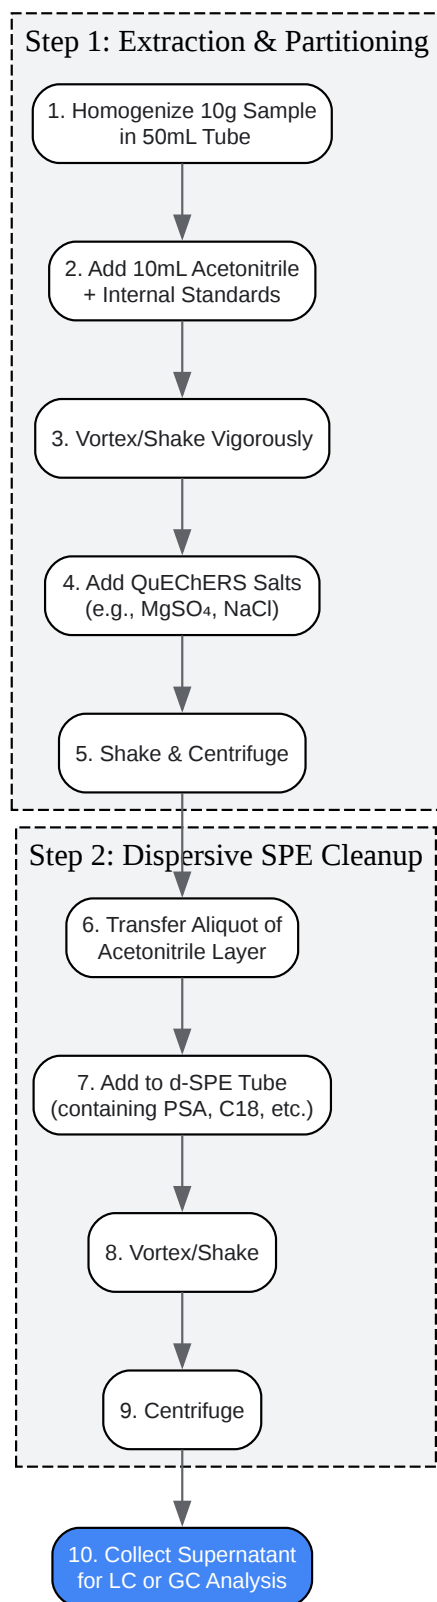 Step 1: Extraction & Partitioning
1. Homogenize 10g Sample
in 50mL Tube
2. Add 10mL Acetonitrile
+ Internal Standards
3. Vortex/Shake Vigorously
4. Add QuEChERS Salts
(e.g., MgSO₄, NaCl)
5. Shake & Centrifuge
Step 2: Dispersive SPE Cleanup
6. Transfer Aliquot of
Acetonitrile Layer
7. Add to d-SPE Tube
(containing PSA, C18, etc.)
8. Vortex/Shake
9. Centrifuge
10. Collect Supernatant
for LC or GC Analysis